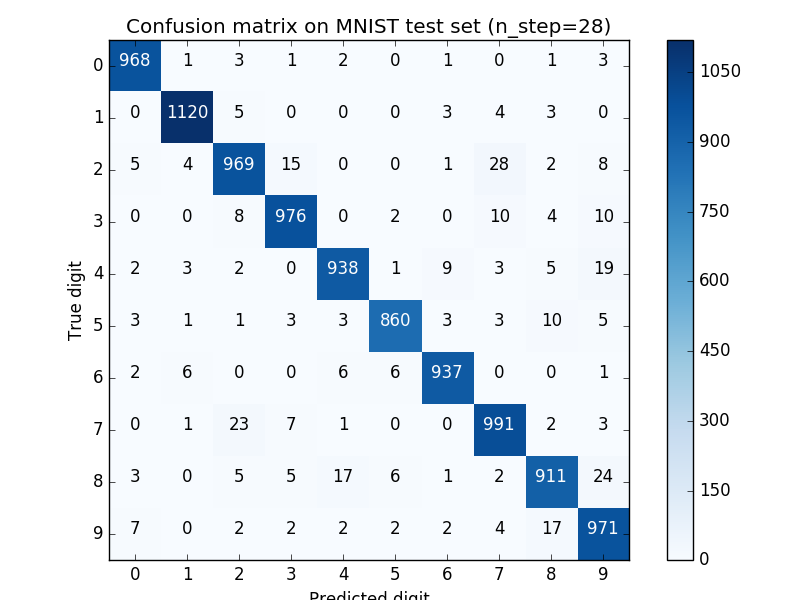 Confusion matrix on MNIST test set (n_step=28)
0 968 1 3 1 2 0 1 0 1 3
1 0 1120 5 0 0 0 3 4 3 0
2 5 4 969 15 0 0 1 28 2 8
3 0 0 8 976 0 2 0 10 4 10
4 2 3 2 0 938 1 9 3 5 19
5 3 1 1 3 3 860 3 3 10 5
6 2 6 0 0 6 6 937 0 0 1
7 0 1 23 7 1 0 0 991 2 3
8 3 0 5 5 17 6 1 2 911 24
9 7 0 2 2 2 2 2 4 17 971
0 1 2 3 4 5 6 7 8 9
True digit
Predicted digit
1050
900
750
600
450
300
150
0